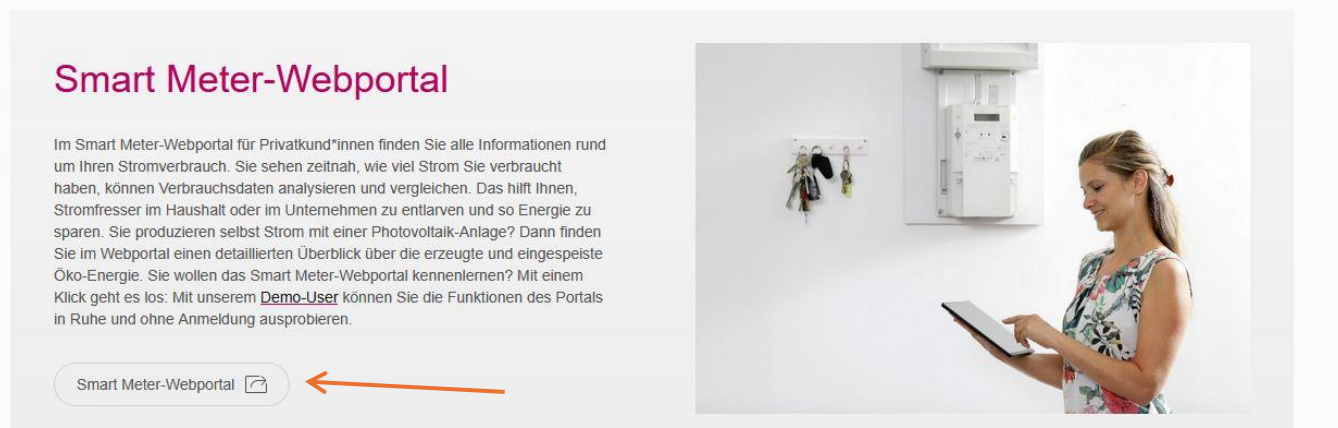 Smart Meter-Webportal
Im Smart Meter-Webportal für Privatkund*innen finden Sie alle Informationen rund
um Ihren Stromverbrauch. Sie sehen zeitnah, wie viel Strom Sie verbraucht
haben, können Verbrauchsdaten analysieren und vergleichen. Das hilft Ihnen,
Stromfresser im Haushalt oder im Unternehmen zu entlarven und so Energie zu
sparen. Sie produzieren selbst Strom mit einer Photovoltaik-Anlage? Dann finden
Sie im Webportal einen detaillierten Überblick über die erzeugte und eingespeiste
Öko-Energie. Sie wollen das Smart Meter-Webportal kennenlernen? Mit einem
Klick geht es los: Mit unserem Demo-User können Sie die Funktionen des Portals
in Ruhe und ohne Anmeldung ausprobieren.
Smart Meter-Webportal